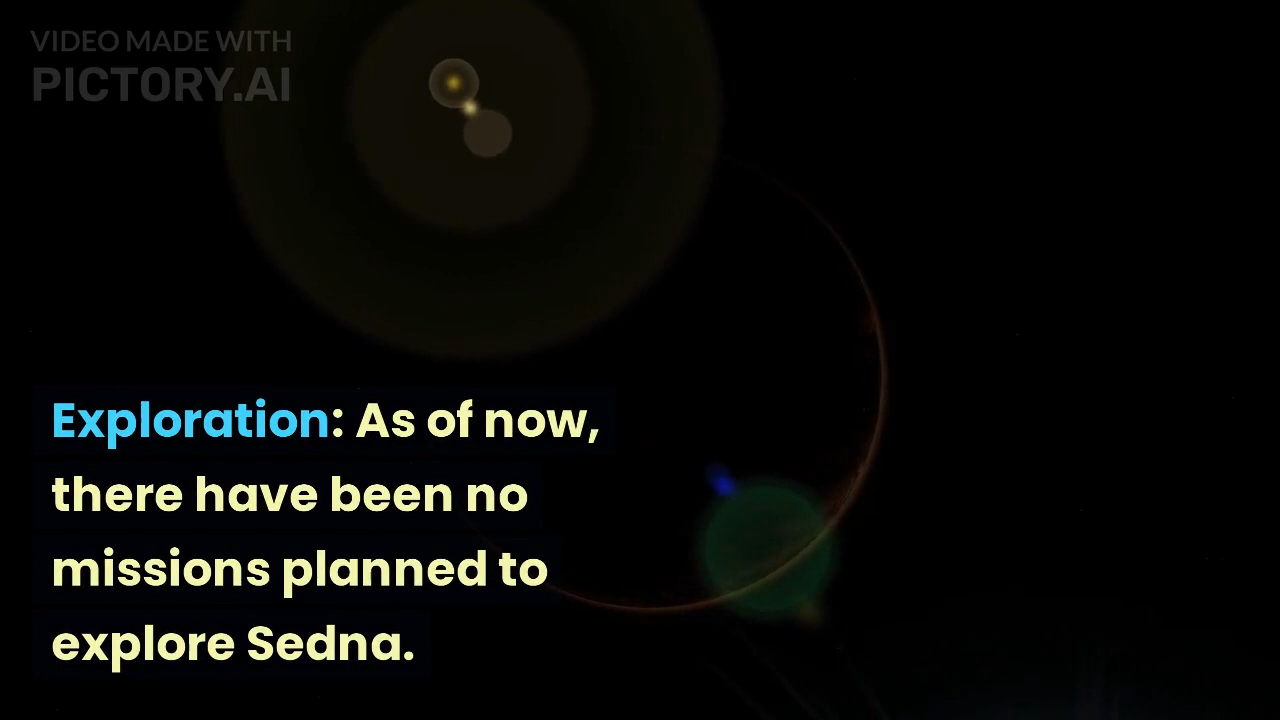 VIDEO MADE WITH
PICTORY.AI
Exploration: As of now,
there have been no
missions planned to
explore Sedna.